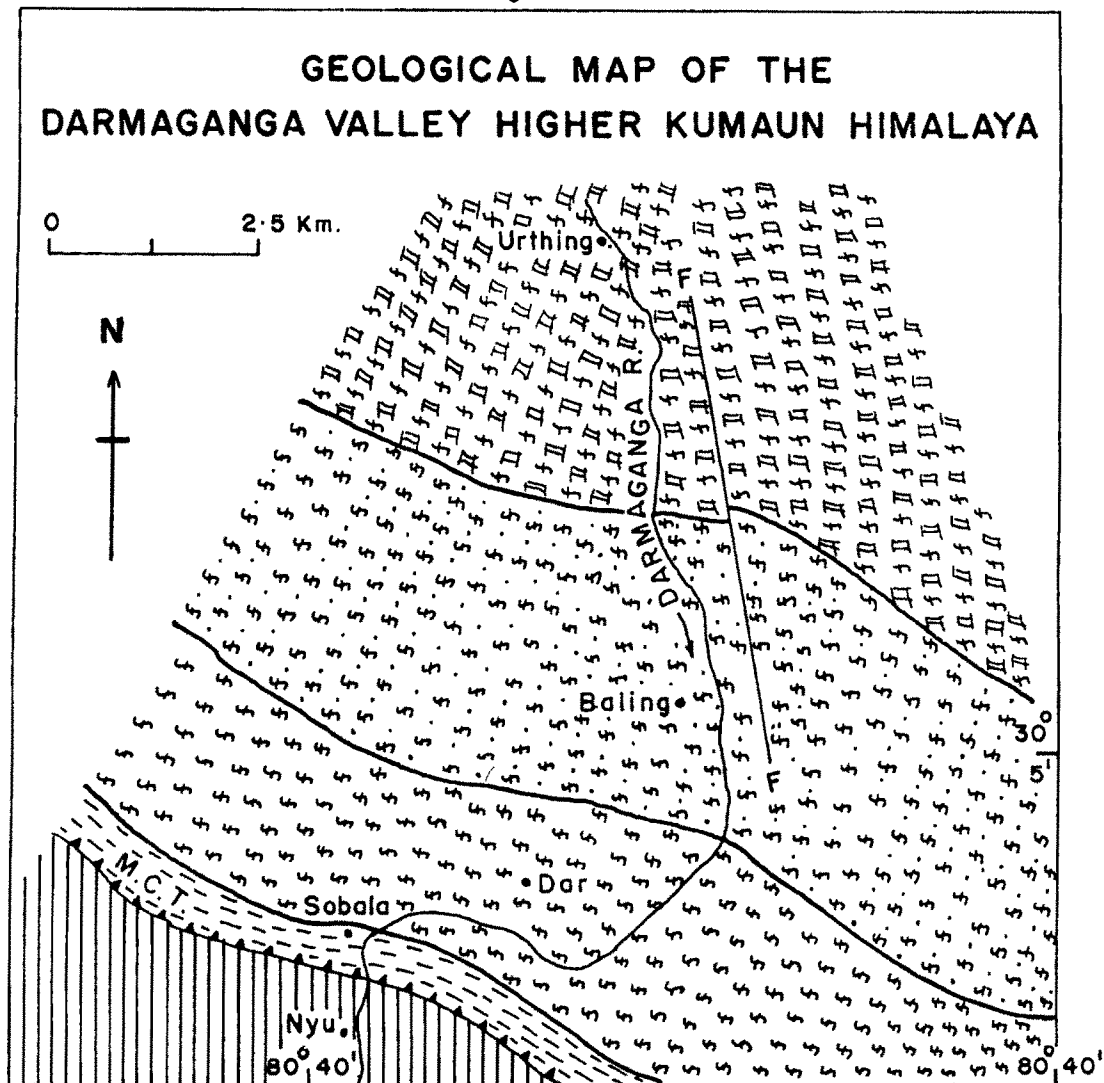 GEOLOGICAL MAP OF THE
DARMAGANGA VALLEY HIGHER KUMAUN HIMALAYA
0 2·5 Km.
Urthing
F
N
DARMAGANGA R.
Baling
30°
5'
F
Dar
M C T
Sobala
Nyu
80° 40'
80° 40'